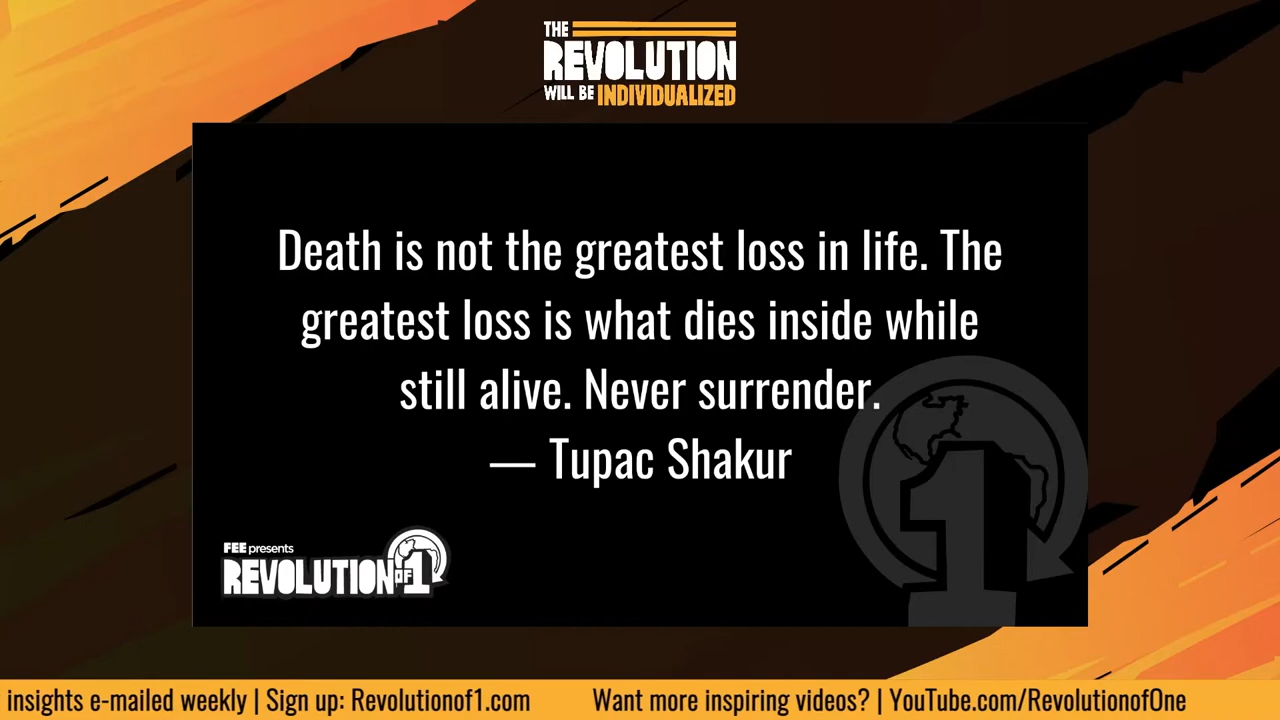 THE
REVOLUTION
WILL BE INDIVIDUALIZED
Death is not the greatest loss in life. The
greatest loss is what dies inside while
still alive. Never surrender.
— Tupac Shakur
FEE presents
REVOLUTION OF 1
1
insights e-mailed weekly | Sign up: Revolutionof1.com Want more inspiring videos? | YouTube.com/RevolutionofOne